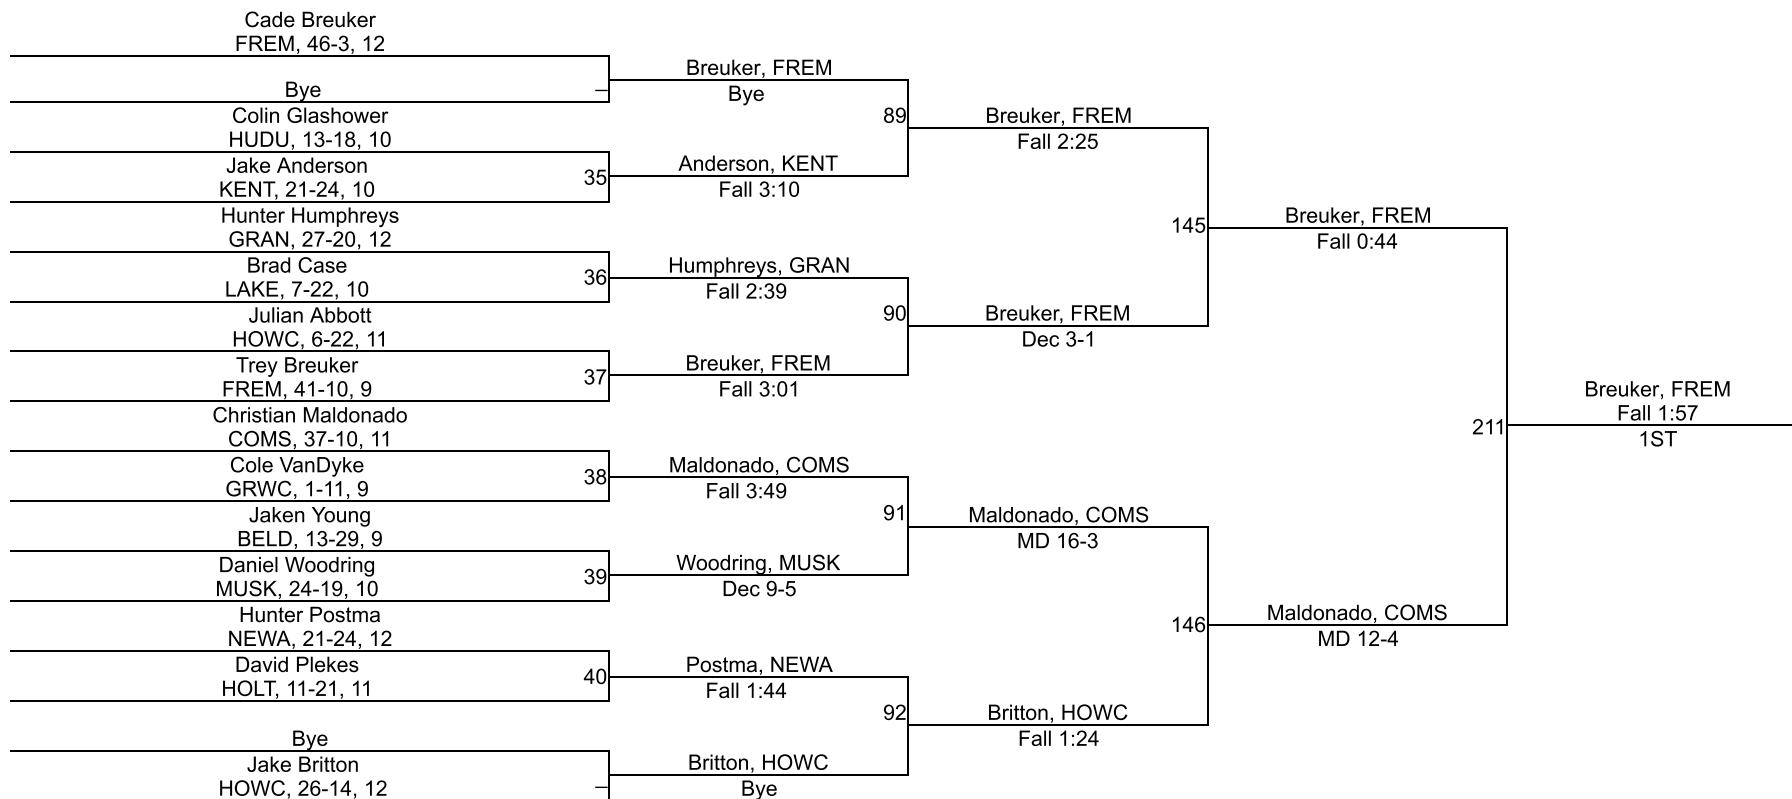 Cade Breuker
FREM, 46-3, 12
Bye
–
Colin Glashower
HUDU, 13-18, 10
Jake Anderson
KENT, 21-24, 10
35
Hunter Humphreys
GRAN, 27-20, 12
Brad Case
LAKE, 7-22, 10
36
Julian Abbott
HOWC, 6-22, 11
Trey Breuker
FREM, 41-10, 9
37
Christian Maldonado
COMS, 37-10, 11
Cole VanDyke
GRWC, 1-11, 9
38
Jaken Young
BELD, 13-29, 9
Daniel Woodring
MUSK, 24-19, 10
39
Hunter Postma
NEWA, 21-24, 12
David Plekes
HOLT, 11-21, 11
40
Bye
Jake Britton
HOWC, 26-14, 12
–
Breuker, FREM
Bye
89
Anderson, KENT
Fall 3:10
Humphreys, GRAN
Fall 2:39
90
Breuker, FREM
Fall 3:01
Maldonado, COMS
Fall 3:49
91
Woodring, MUSK
Dec 9-5
Postma, NEWA
Fall 1:44
92
Britton, HOWC
Bye
Breuker, FREM
Fall 2:25
145
Breuker, FREM
Dec 3-1
Maldonado, COMS
MD 16-3
146
Britton, HOWC
Fall 1:24
Breuker, FREM
Fall 0:44
211
Maldonado, COMS
MD 12-4
Breuker, FREM
Fall 1:57
1ST